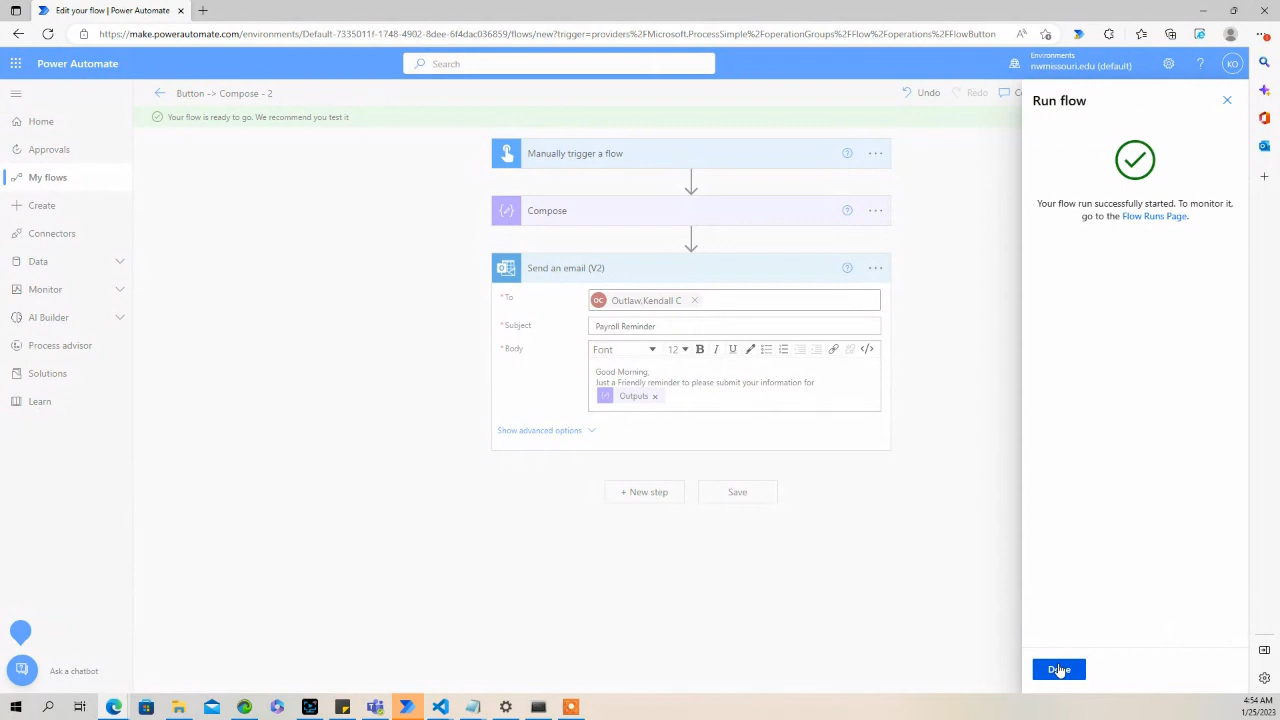 Edit your flow | Power Automate
https://make.powerautomate.com/environments/Default-7335011f-1748-4902-8dee-6f4dac036859/flows/new?trigger=providers%2FMicrosoft.ProcessSimple%2FoperationGroups%2FFlow%2Foperations%2FFlowButton
Power Automate
Search
Environments
nwmissouri.edu (default)
KO
Button -> Compose - 2
Undo
Redo
Your flow is ready to go. We recommend you test it
Home
Approvals
My flows
Create
Connectors
Data
Monitor
AI Builder
Process advisor
Solutions
Learn
Ask a chatbot
Manually trigger a flow
Compose
Send an email (V2)
* To
OC Outlaw,Kendall C
* Subject
Payroll Reminder
* Body
Font
12
Good Morning,
Just a Friendly reminder to please submit your information for
Outputs
Show advanced options
+ New step
Save
Run flow
Your flow run successfully started. To monitor it,
go to the Flow Runs Page.
Done
4:54 AM
1/25/2023